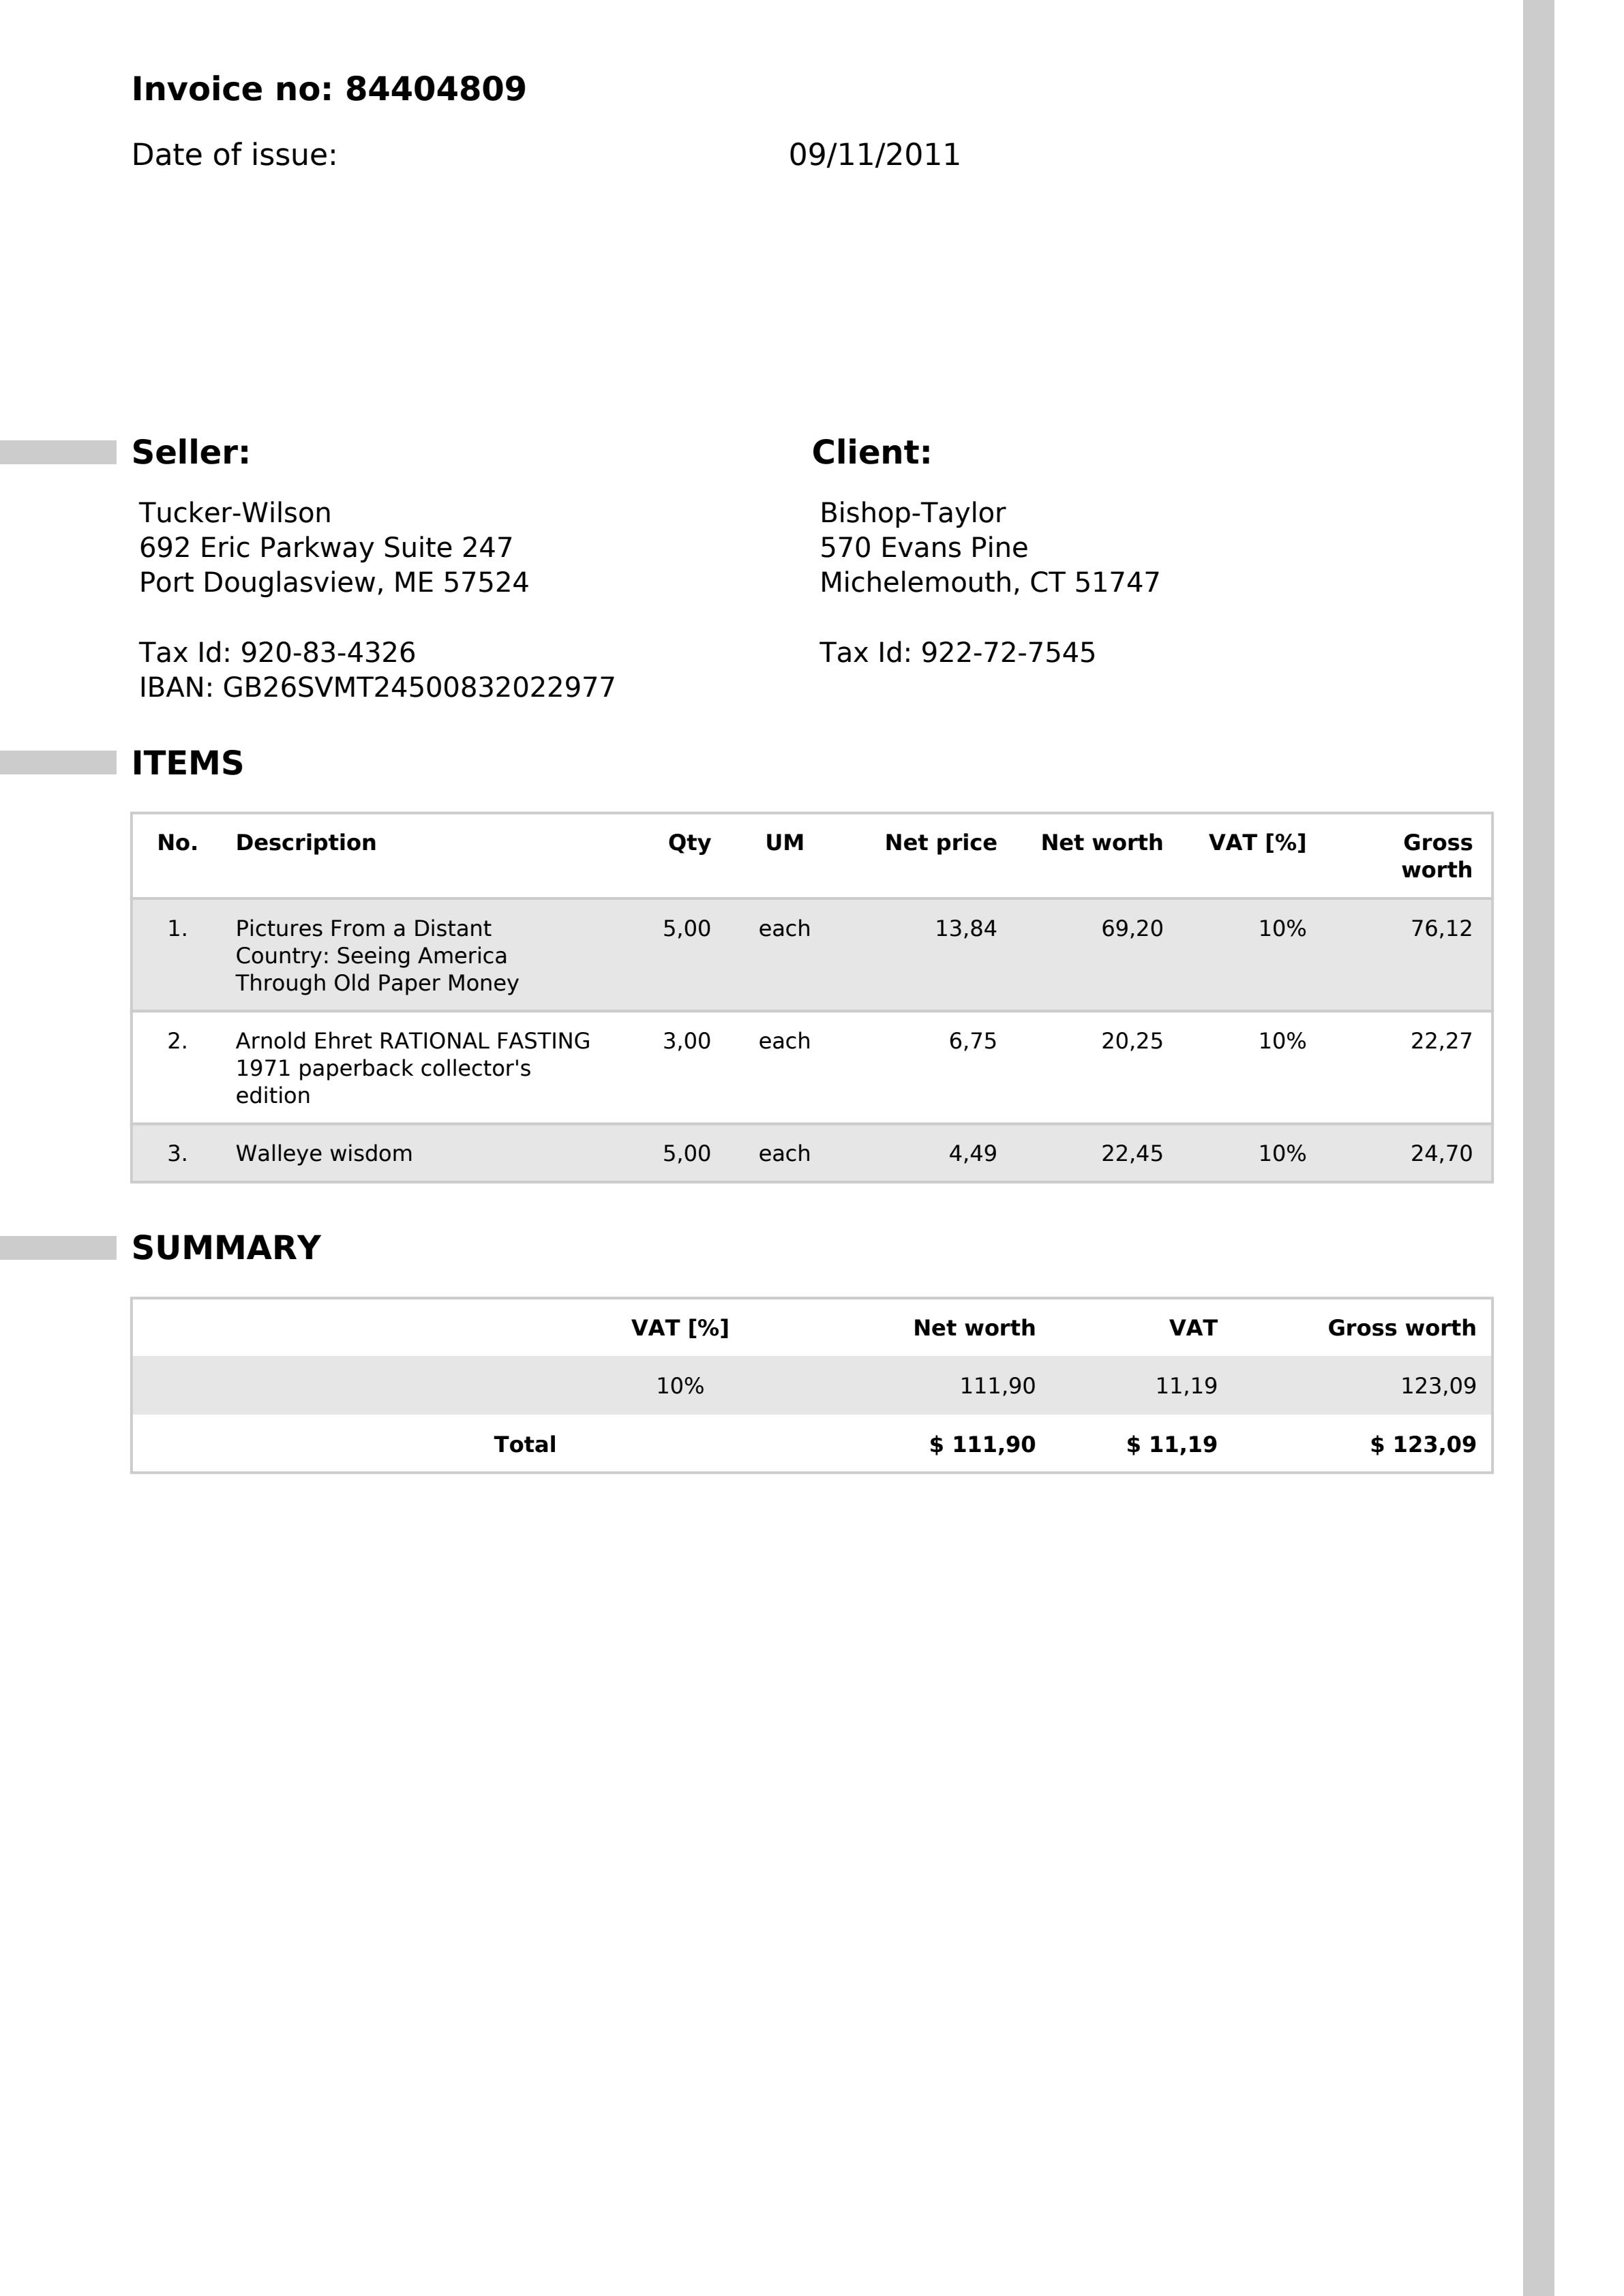 Invoice no: 84404809
Date of issue: 09/11/2011
Seller: Client:
Tucker-Wilson Bishop-Taylor
692 Eric Parkway Suite 247 570 Evans Pine
Port Douglasview, ME 57524 Michelemouth, CT 51747
Tax Id: 920-83-4326 Tax Id: 922-72-7545
IBAN: GB26SVMT24500832022977
ITEMS
No. Description Qty UM Net price Net worth VAT [%] Gross
worth
1. Pictures From a Distant 5,00 each 13,84 69,20 10% 76,12
Country: Seeing America
Through Old Paper Money
2. Arnold Ehret RATIONAL FASTING 3,00 each 6,75 20,25 10% 22,27
1971 paperback collector's
edition
3. Walleye wisdom 5,00 each 4,49 22,45 10% 24,70
SUMMARY
VAT [%] Net worth VAT Gross worth
10% 111,90 11,19 123,09
Total $ 111,90 $ 11,19 $ 123,09